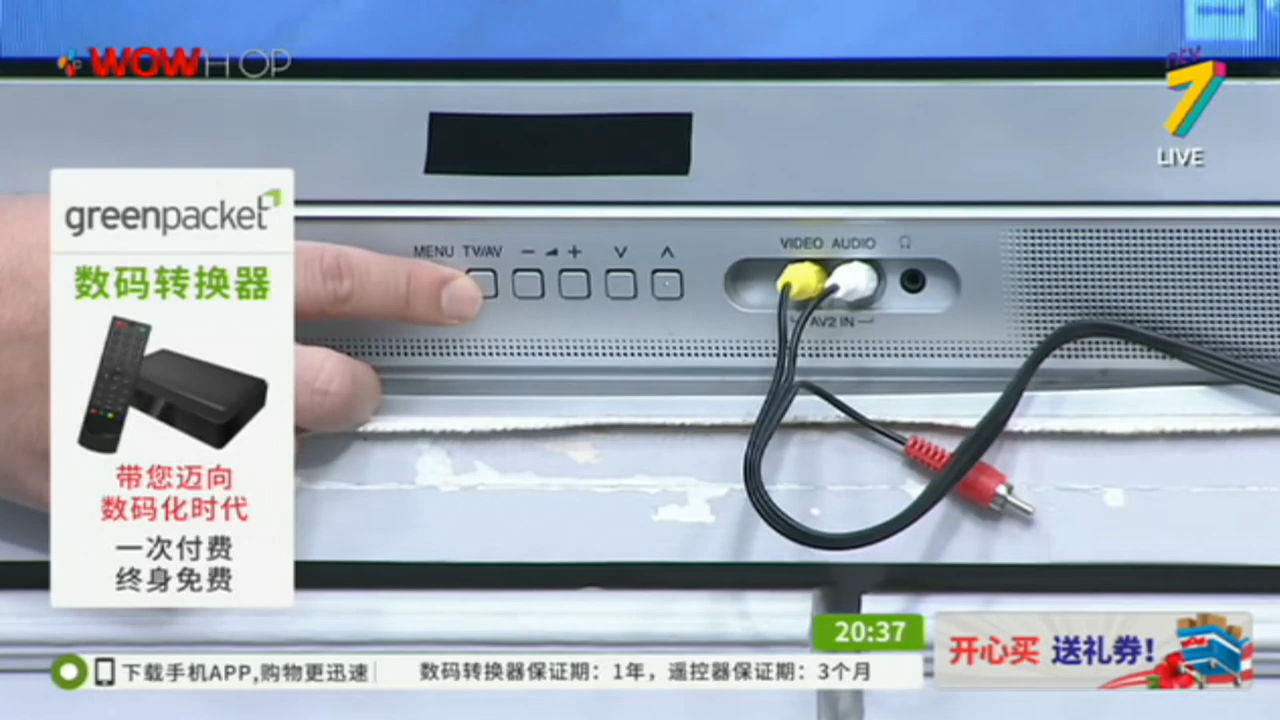 WOWSHOP
ntv
7
LIVE
greenpacket
数码转换器
带您迈向
数码化时代
一次付费
终身免费
MENU TV/AV － ＋ ∨ ∧
VIDEO AUDIO
AV2 IN
20:37
开心买 送礼券!
下载手机APP,购物更迅速
数码转换器保证期：1年，遥控器保证期：3个月